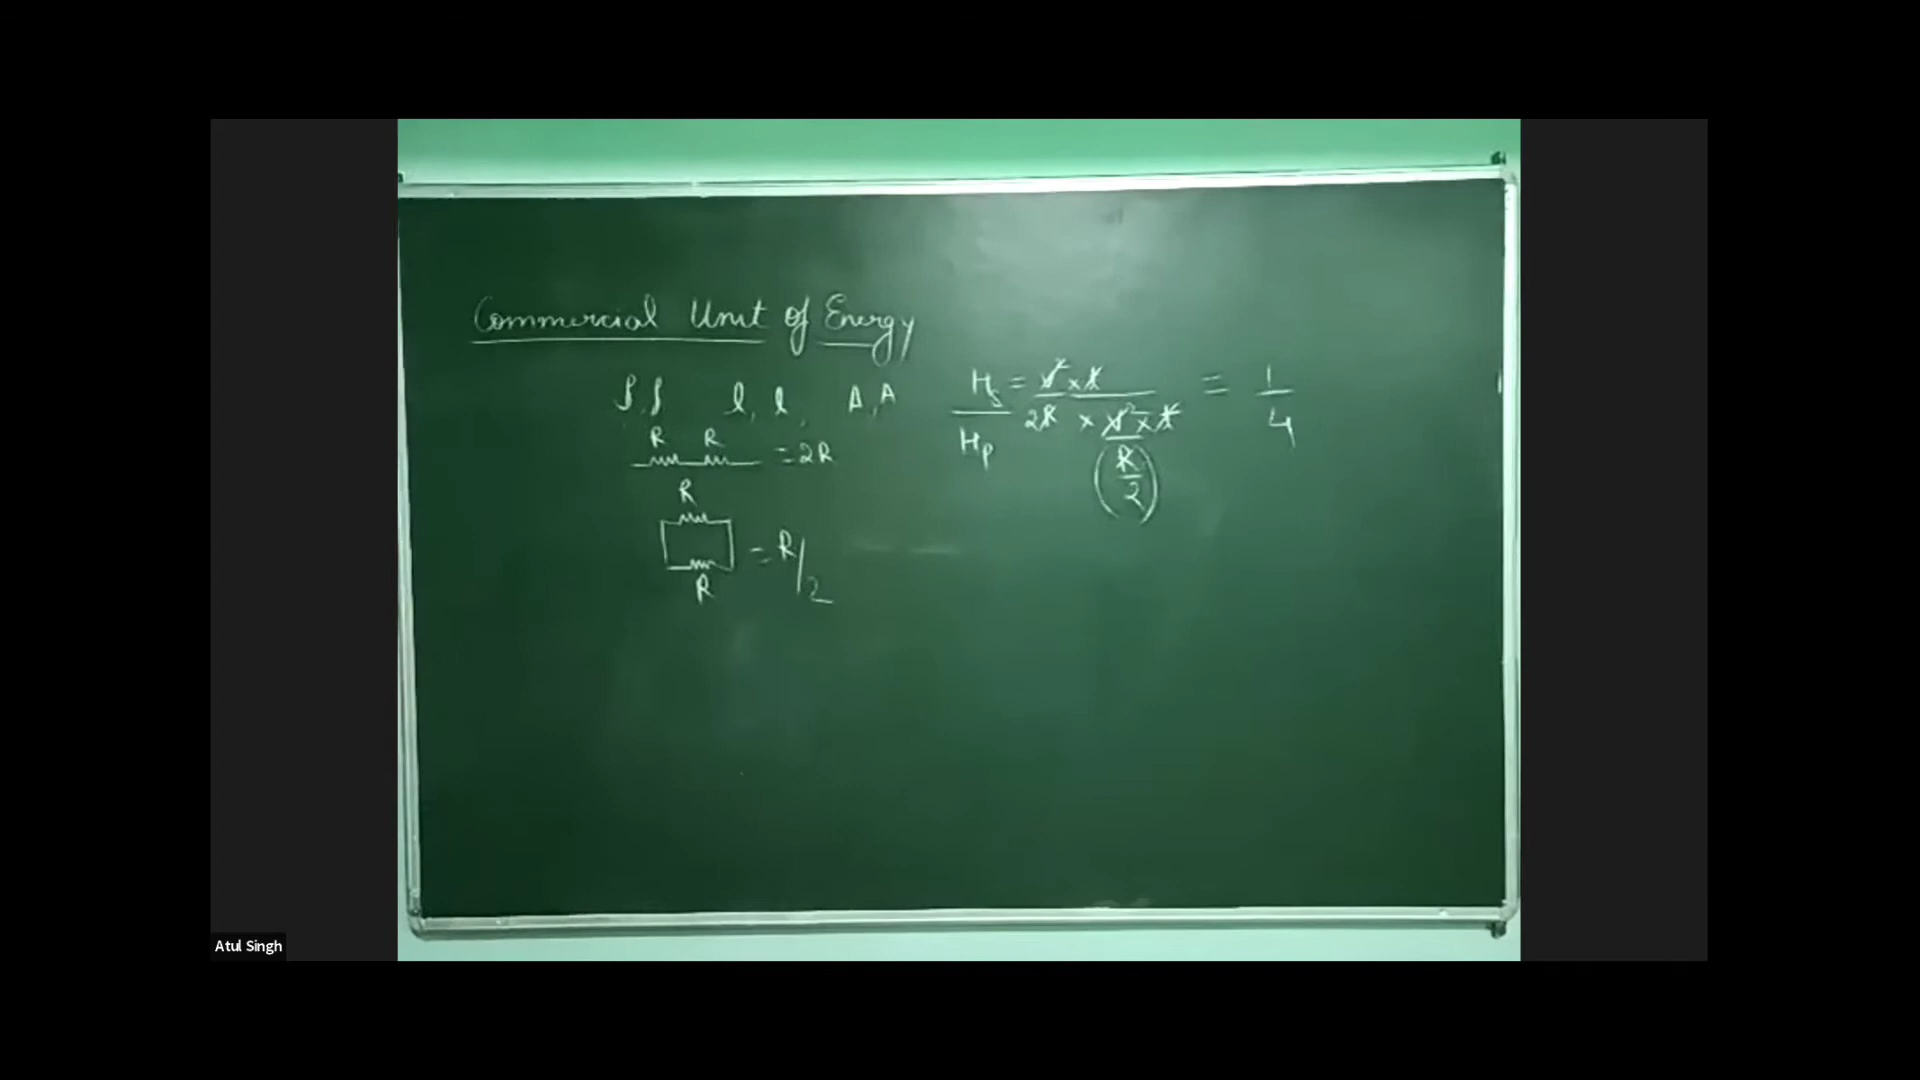 Commercial Unit of Energy
ρ, ρ l, l, A, A
R R
= 2R
R
= R/2
R
Hs = v² x t = 1
Hp 2R x v² x t 4
(R/2)
Atul Singh